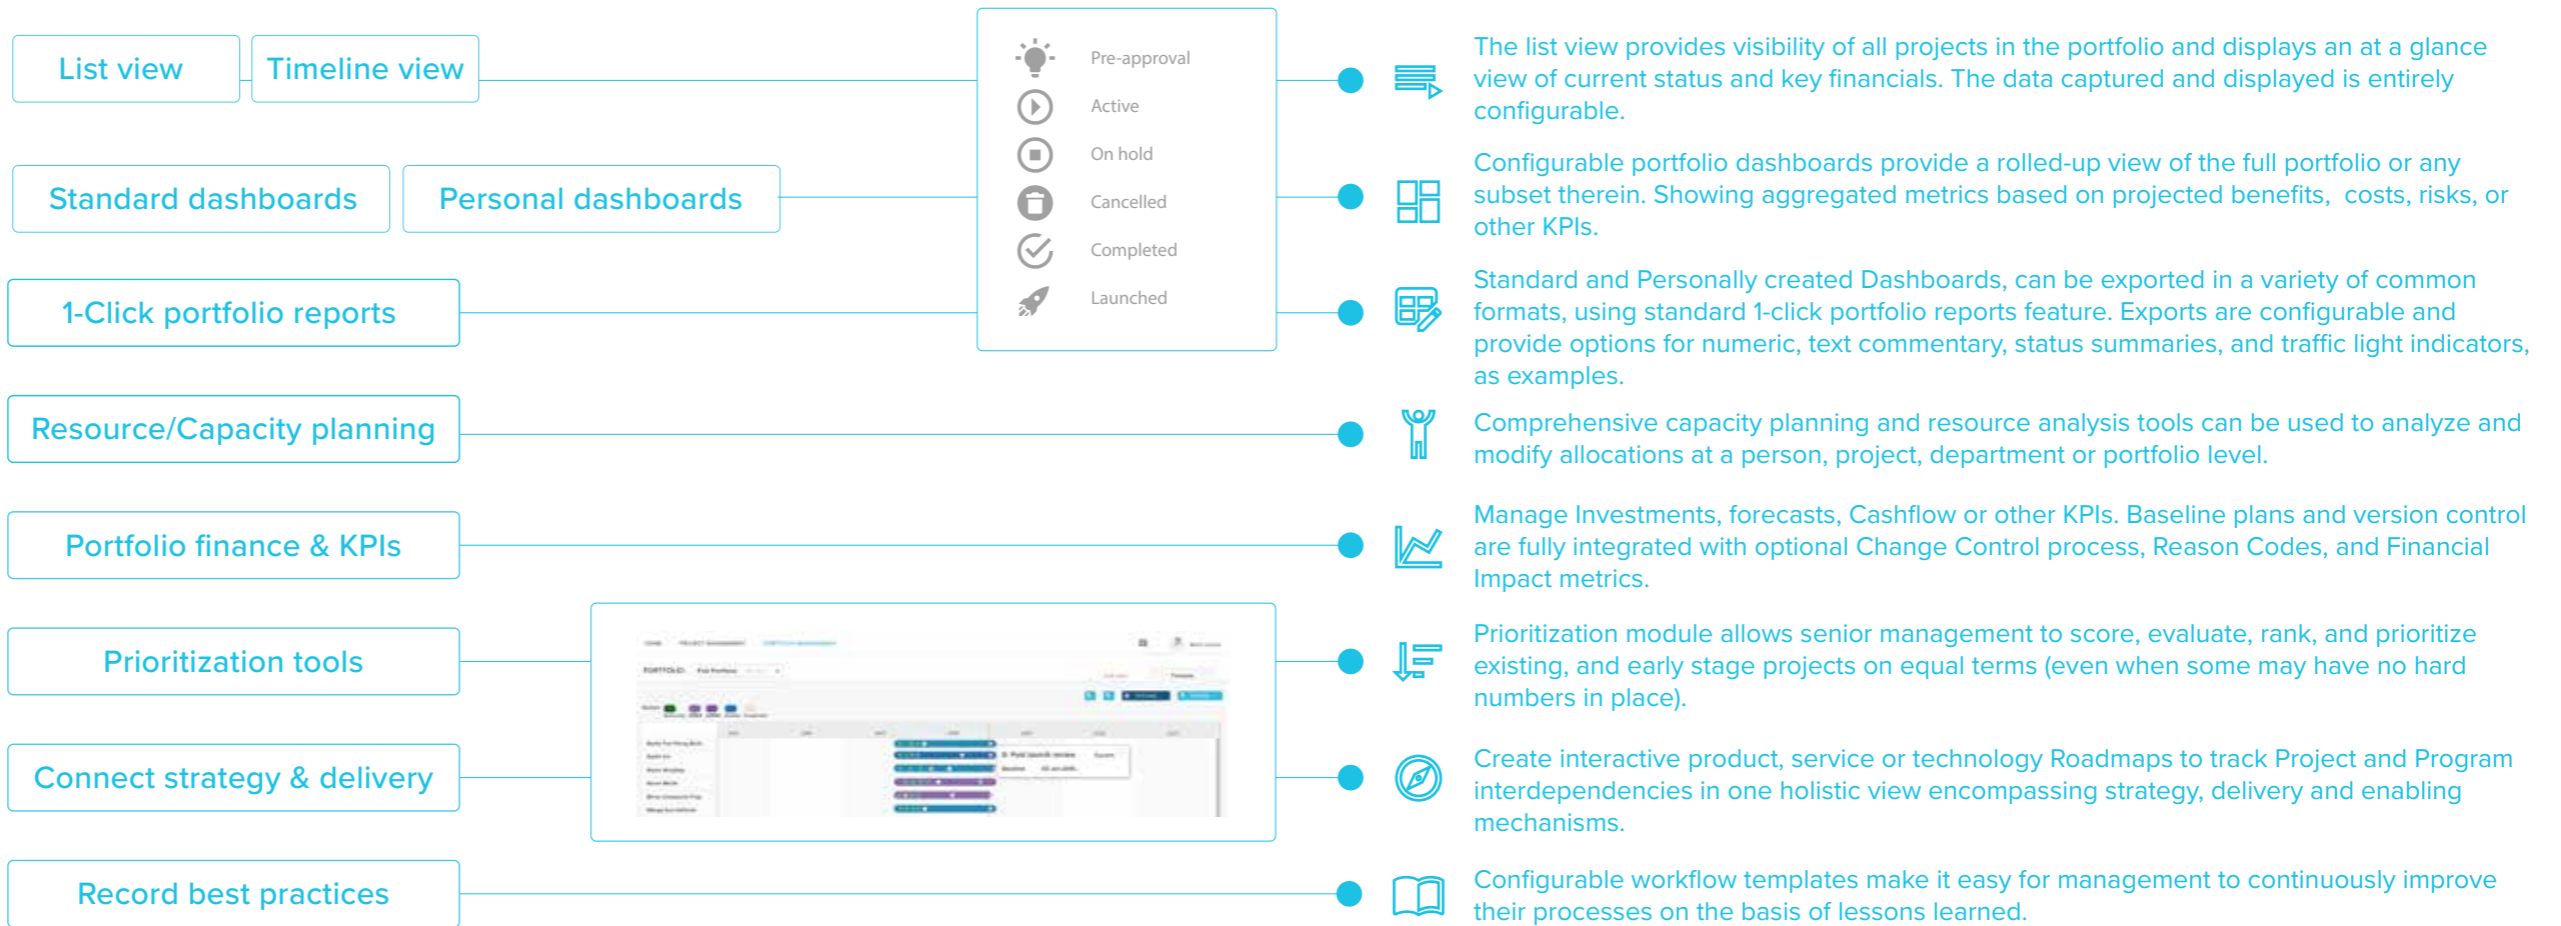 List view
Timeline view
Pre-approval
Active
On hold
Cancelled
Completed
Launched
The list view provides visibility of all projects in the portfolio and displays an at a glance
view of current status and key financials. The data captured and displayed is entirely
configurable.
Standard dashboards
Personal dashboards
Configurable portfolio dashboards provide a rolled-up view of the full portfolio or any
subset therein. Showing aggregated metrics based on projected benefits, costs, risks, or
other KPIs.
1-Click portfolio reports
Standard and Personally created Dashboards, can be exported in a variety of common
formats, using standard 1-click portfolio reports feature. Exports are configurable and
provide options for numeric, text commentary, status summaries, and traffic light indicators,
as examples.
Resource/Capacity planning
Comprehensive capacity planning and resource analysis tools can be used to analyze and
modify allocations at a person, project, department or portfolio level.
Portfolio finance & KPIs
Manage Investments, forecasts, Cashflow or other KPIs. Baseline plans and version control
are fully integrated with optional Change Control process, Reason Codes, and Financial
Impact metrics.
Prioritization tools
PORTFOLIO:
Post launch review
Prioritization module allows senior management to score, evaluate, rank, and prioritize
existing, and early stage projects on equal terms (even when some may have no hard
numbers in place).
Connect strategy & delivery
Create interactive product, service or technology Roadmaps to track Project and Program
interdependencies in one holistic view encompassing strategy, delivery and enabling
mechanisms.
Record best practices
Configurable workflow templates make it easy for management to continuously improve
their processes on the basis of lessons learned.